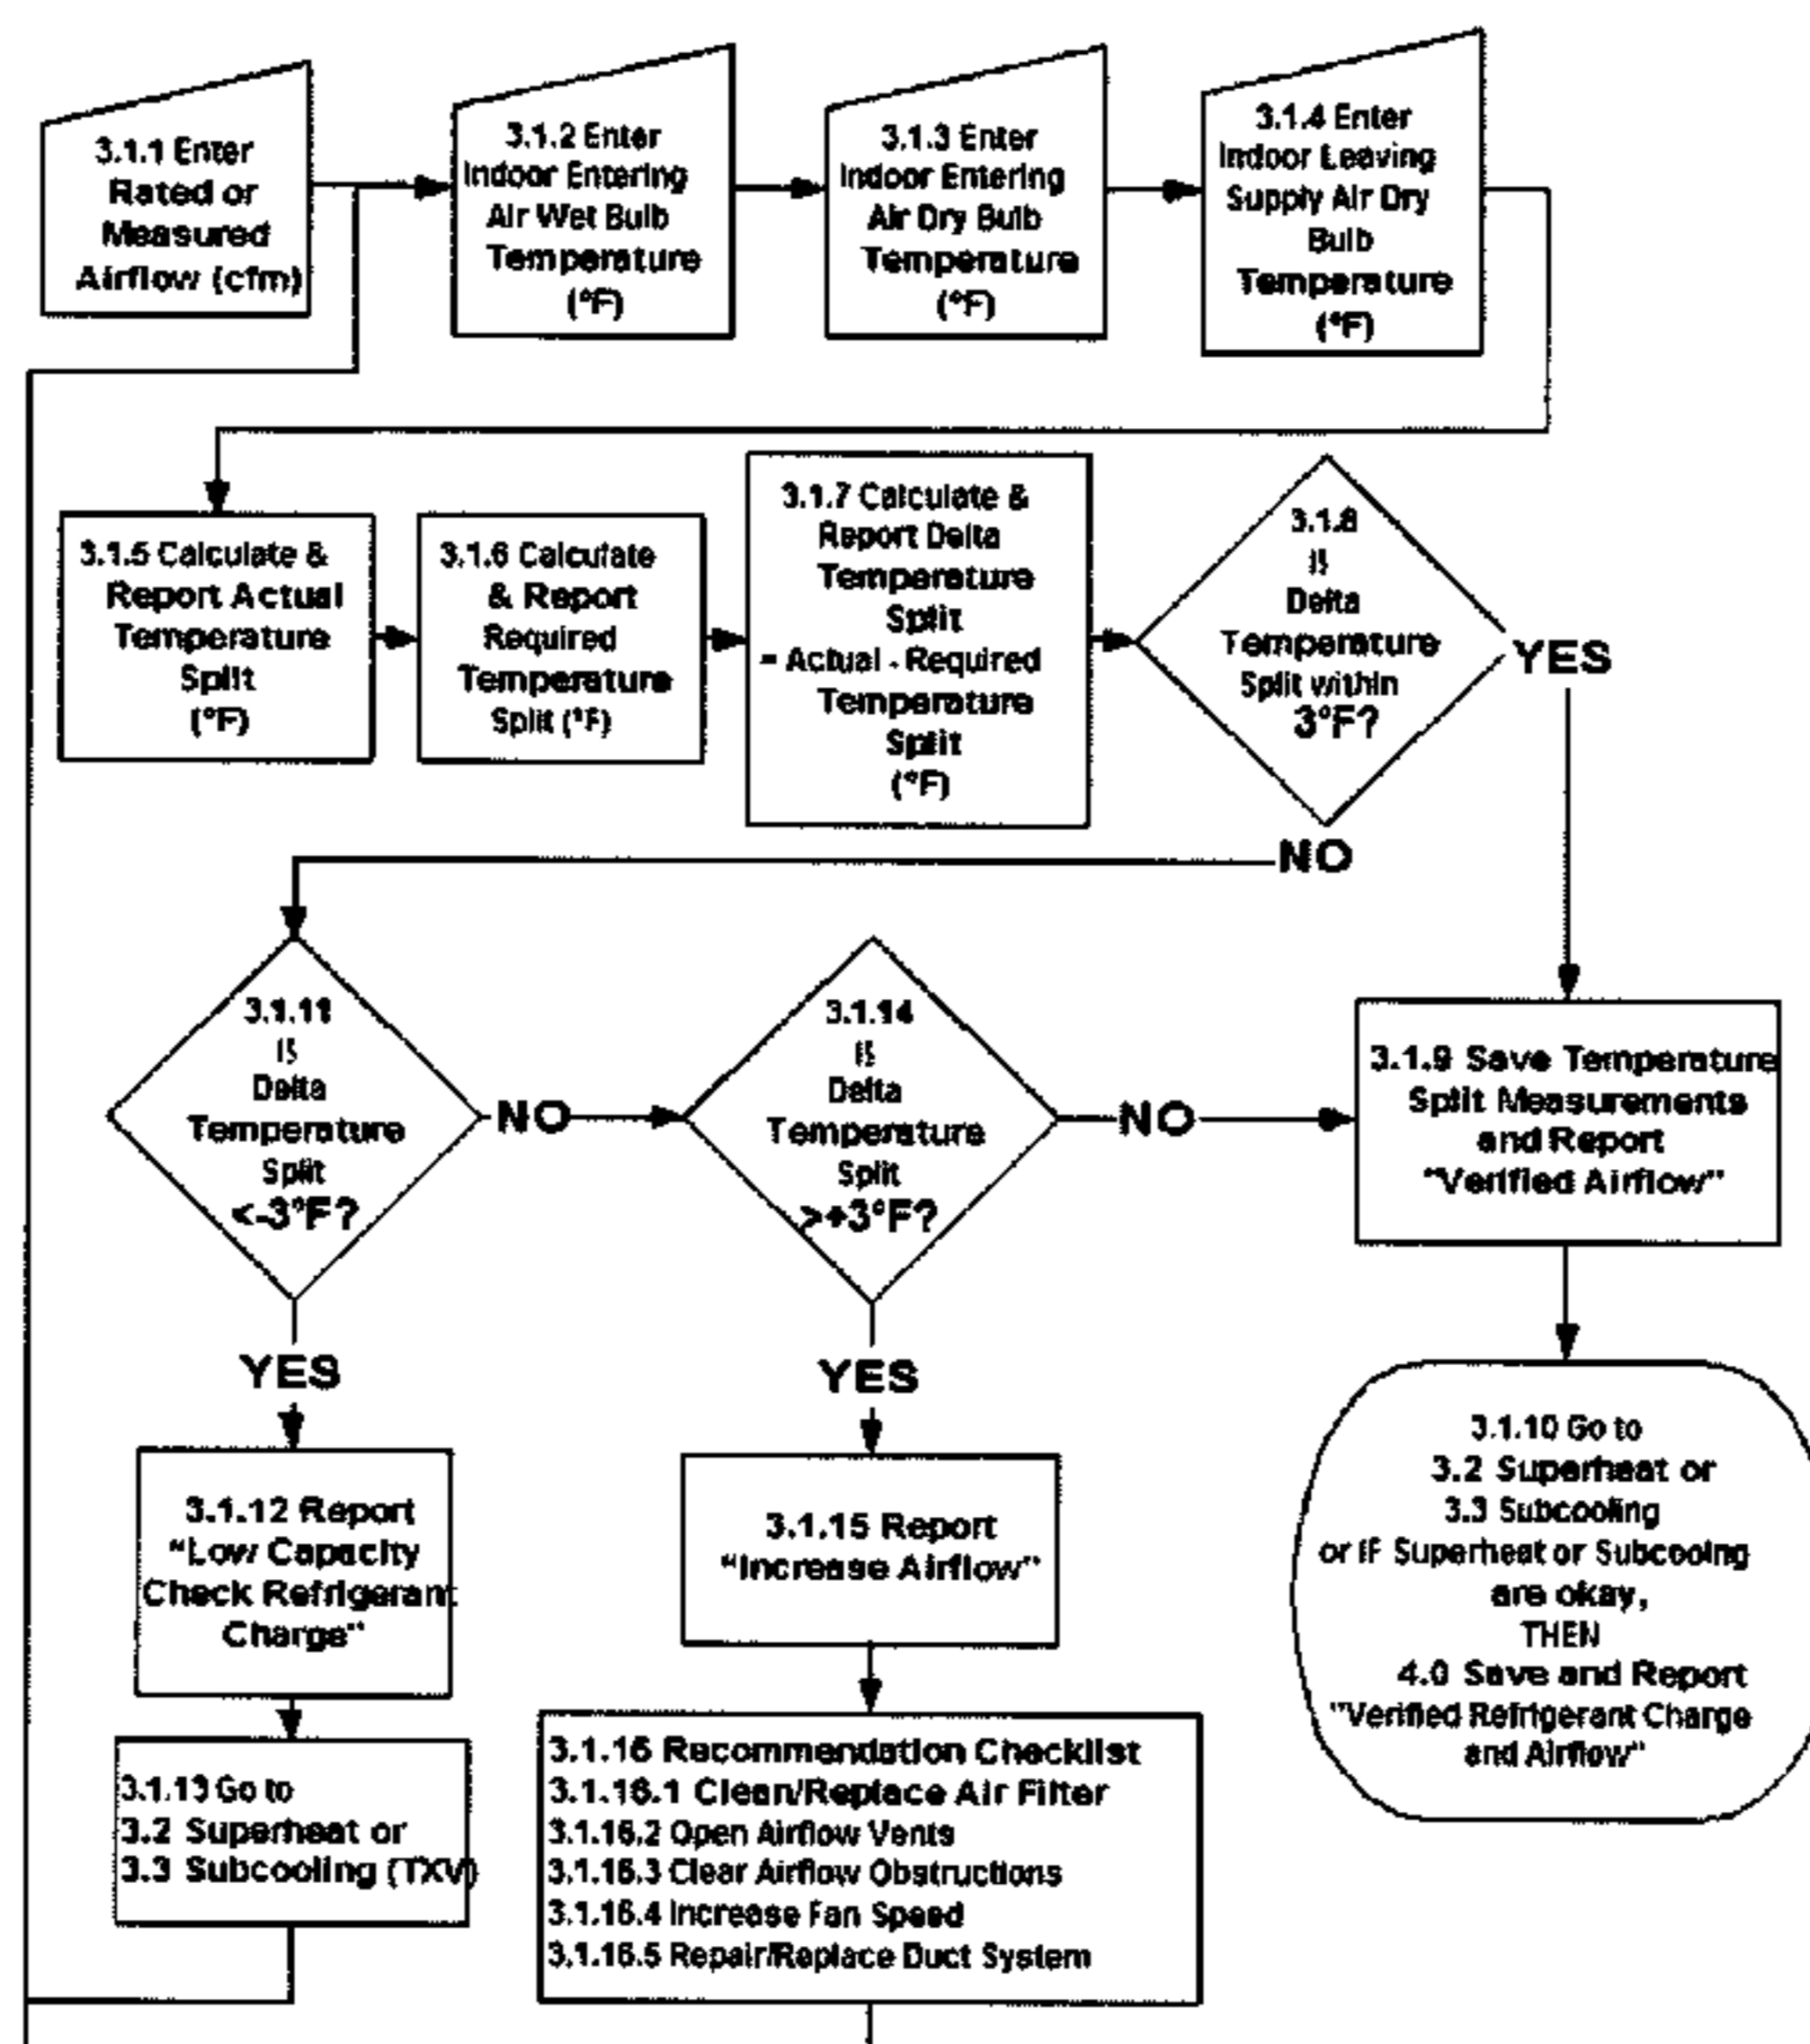 3.1.1 Enter
Rated or
Measured
Airflow (cfm)
3.1.2 Enter
Indoor Entering
Air Wet Bulb
Temperature
(°F)
3.1.3 Enter
Indoor Entering
Air Dry Bulb
Temperature
(°F)
3.1.4 Enter
Indoor Leaving
Supply Air Dry
Bulb
Temperature
(°F)
3.1.5 Calculate &
Report Actual
Temperature
Split
(°F)
3.1.6 Calculate
& Report
Required
Temperature
Split (°F)
3.1.7 Calculate &
Report Delta
Temperature
Split
= Actual - Required
Temperature
Split
(°F)
3.1.8
IS
Delta
Temperature
Split within
3°F?
YES
NO
3.1.11
IS
Delta
Temperature
Split
<-3°F?
NO
3.1.14
IS
Delta
Temperature
Split
>+3°F?
NO
3.1.9 Save Temperature
Split Measurements
and Report
"Verified Airflow"
YES
YES
3.1.12 Report
"Low Capacity
Check Refrigerant
Charge"
3.1.15 Report
"Increase Airflow"
3.1.10 Go to
3.2 Superheat or
3.3 Subcooling
or IF Superheat or Subcooling
are okay,
THEN
4.0 Save and Report
"Verified Refrigerant Charge
and Airflow"
3.1.13 Go to
3.2 Superheat or
3.3 Subcooling (TXV)
3.1.16 Recommendation Checklist
3.1.16.1 Clean/Replace Air Filter
3.1.16.2 Open Airflow Vents
3.1.16.3 Clear Airflow Obstructions
3.1.16.4 Increase Fan Speed
3.1.16.5 Repair/Replace Duct System